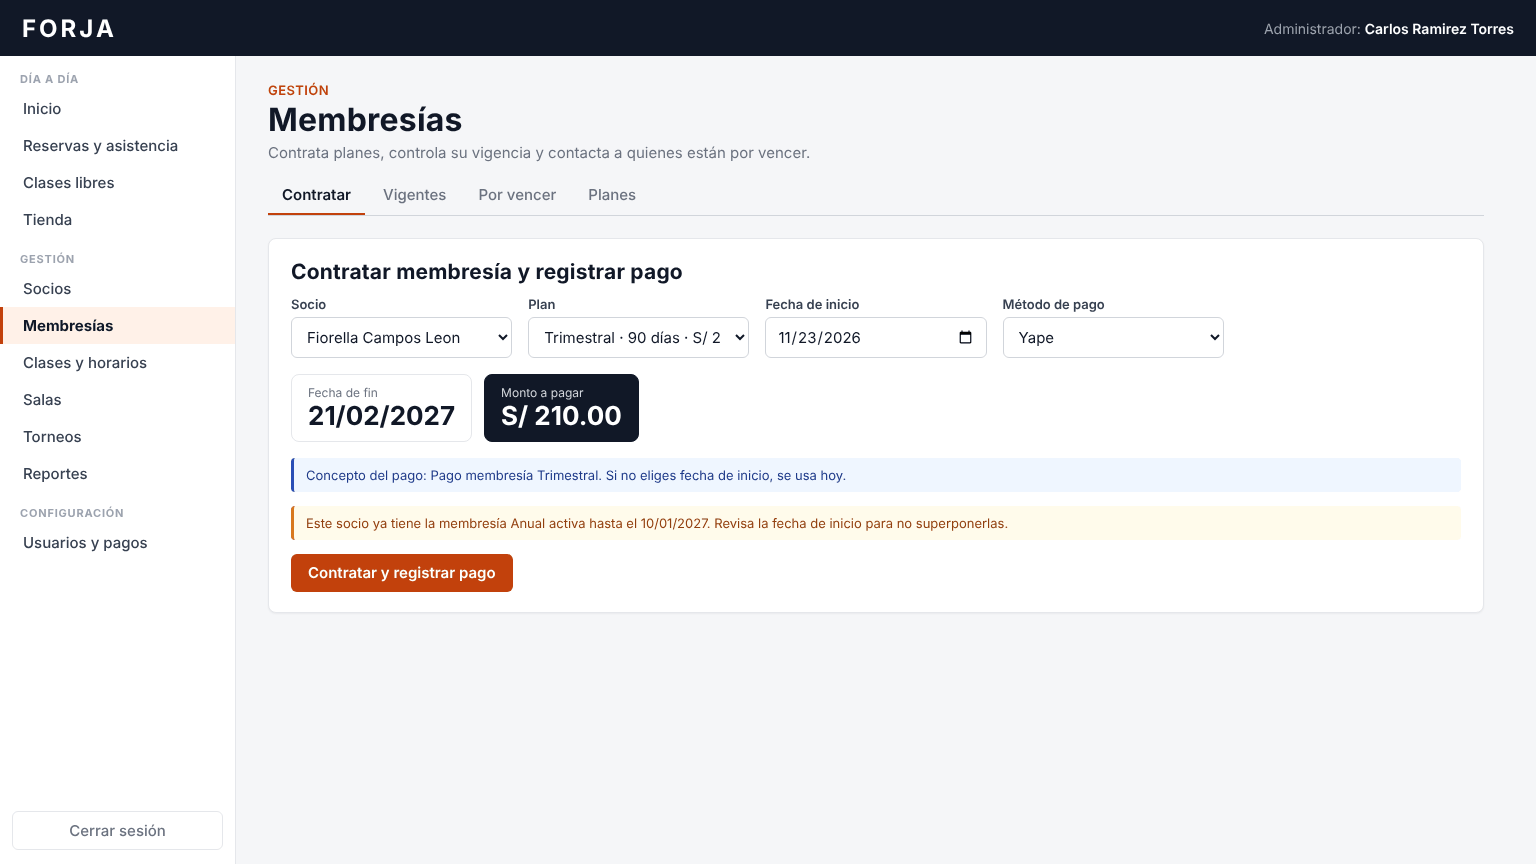 FORJA
Administrador: Carlos Ramirez Torres
DÍA A DÍA
Inicio
Reservas y asistencia
Clases libres
Tienda
GESTIÓN
Socios
Membresías
Clases y horarios
Salas
Torneos
Reportes
CONFIGURACIÓN
Usuarios y pagos
Cerrar sesión
GESTIÓN
Membresías
Contrata planes, controla su vigencia y contacta a quienes están por vencer.
Contratar Vigentes Por vencer Planes
Contratar membresía y registrar pago
Socio Plan Fecha de inicio Método de pago
Fiorella Campos Leon Trimestral · 90 días · S/ 2 11/23/2026 Yape
Fecha de fin
21/02/2027
Monto a pagar
S/ 210.00
Concepto del pago: Pago membresía Trimestral. Si no eliges fecha de inicio, se usa hoy.
Este socio ya tiene la membresía Anual activa hasta el 10/01/2027. Revisa la fecha de inicio para no superponerlas.
Contratar y registrar pago